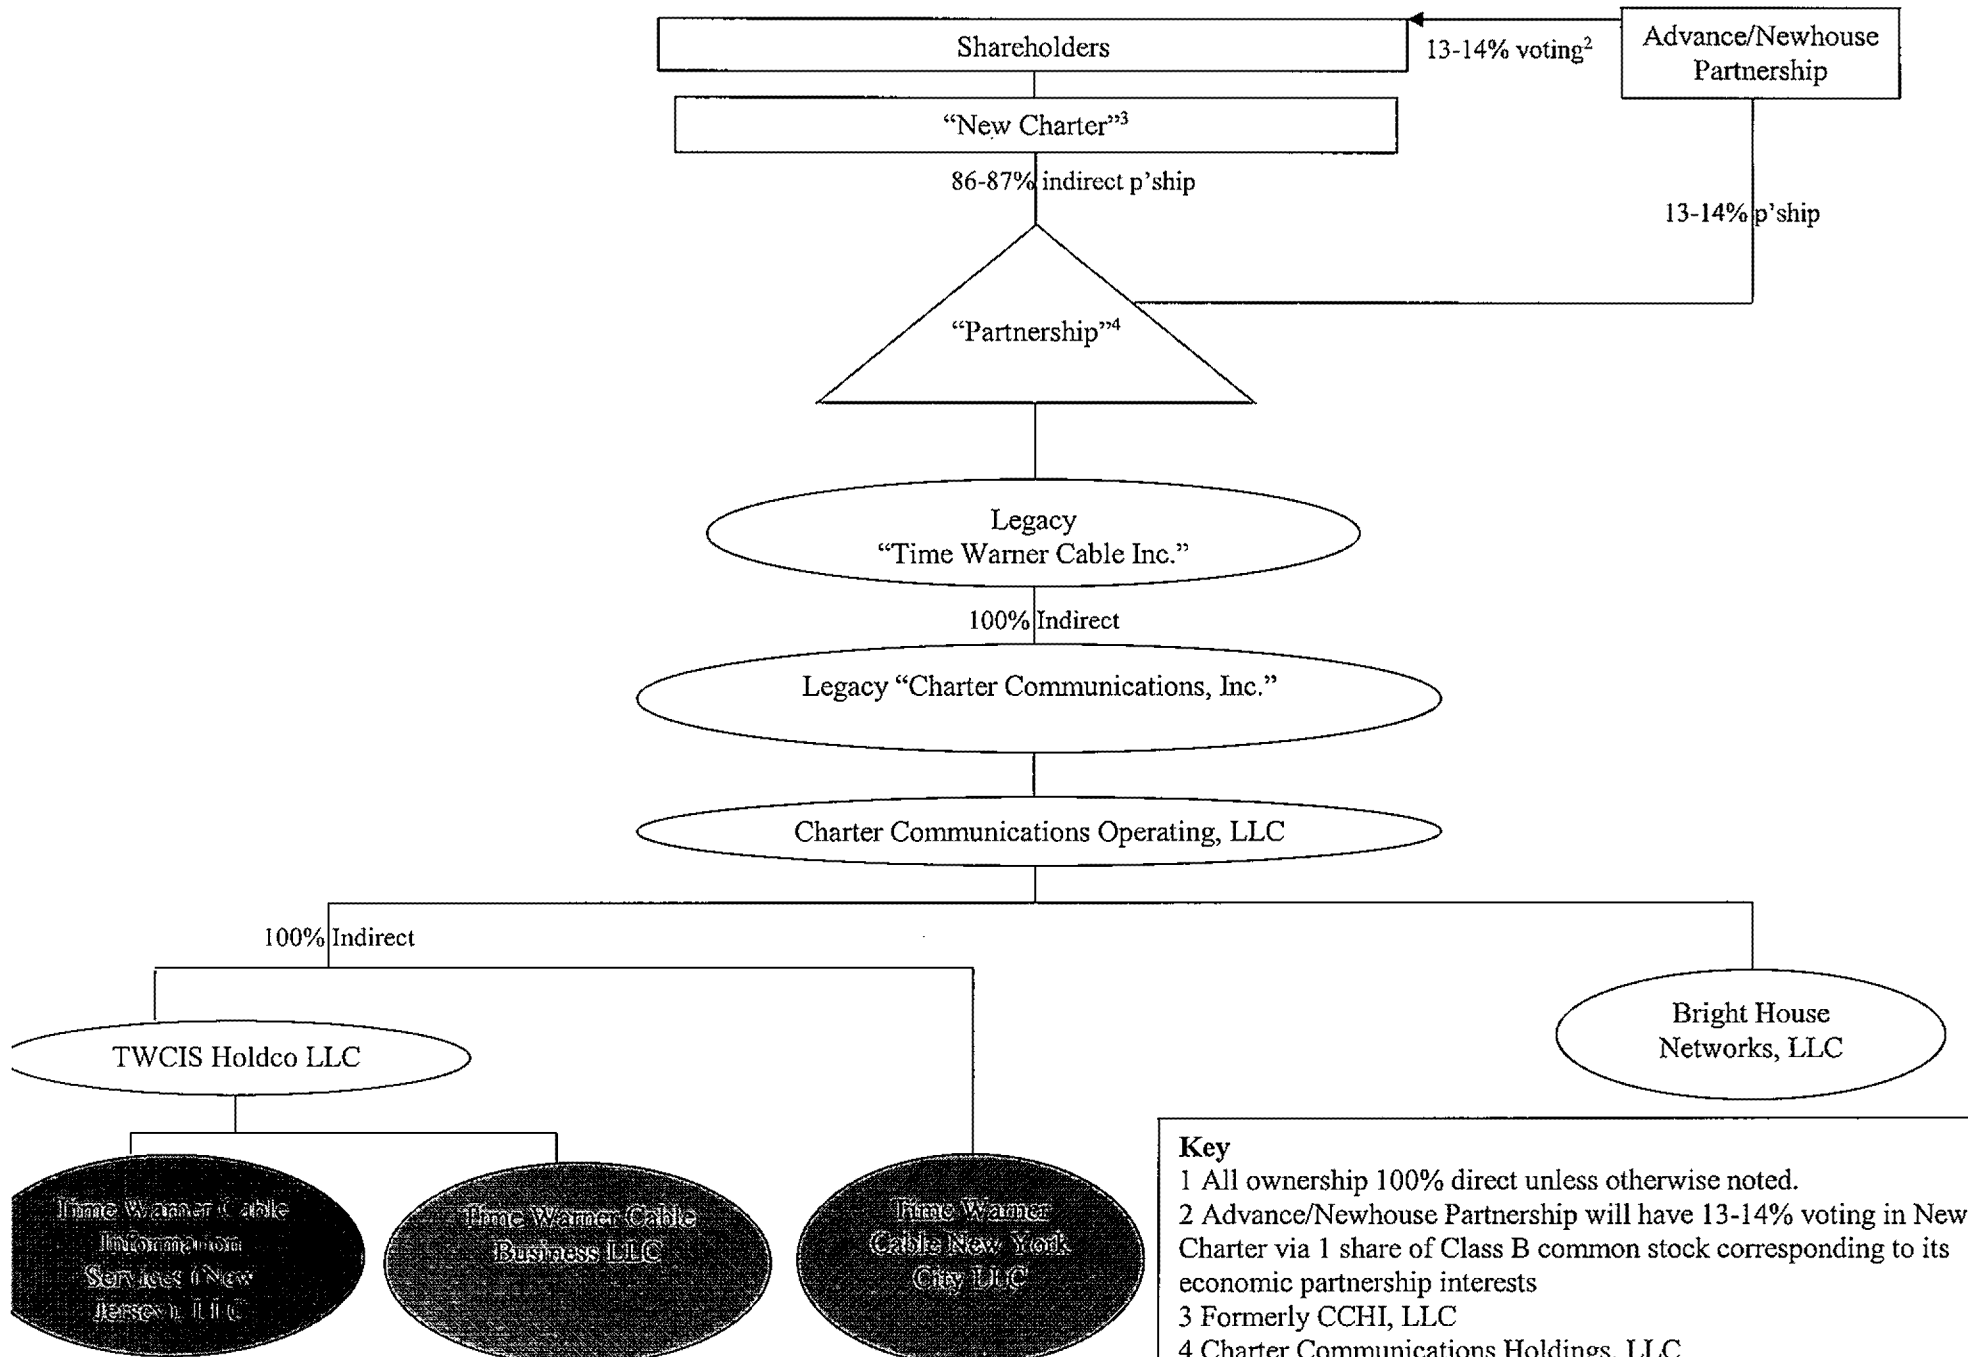 Shareholders
13-14% voting²
Advance/Newhouse
Partnership
“New Charter”³
86-87% indirect p’ship
13-14% p’ship
“Partnership”⁴
Legacy
“Time Warner Cable Inc.”
100% Indirect
Legacy “Charter Communications, Inc.”
Charter Communications Operating, LLC
100% Indirect
TWCIS Holdco LLC
Bright House
Networks, LLC
Time Warner Cable
Information
Services (New
Jersey), LLC
Time Warner Cable
Business LLC
Time Warner
Cable New York
City LLC
Key
1 All ownership 100% direct unless otherwise noted.
2 Advance/Newhouse Partnership will have 13-14% voting in New
Charter via 1 share of Class B common stock corresponding to its
economic partnership interests
3 Formerly CCHI, LLC
4 Charter Communications Holdings, LLC